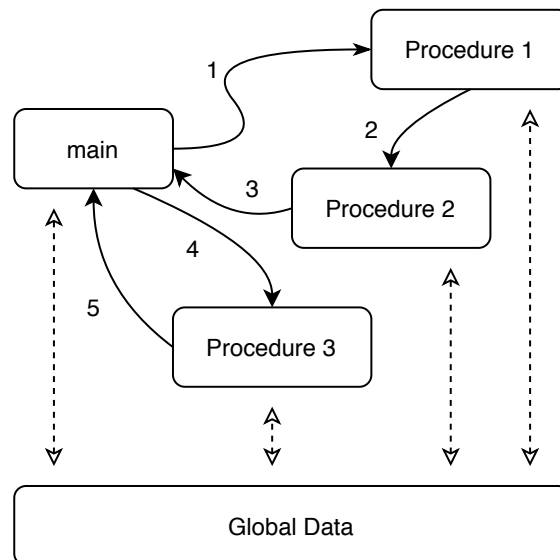 Procedure 1
1
main
2
3
Procedure 2
4
5
Procedure 3
Global Data